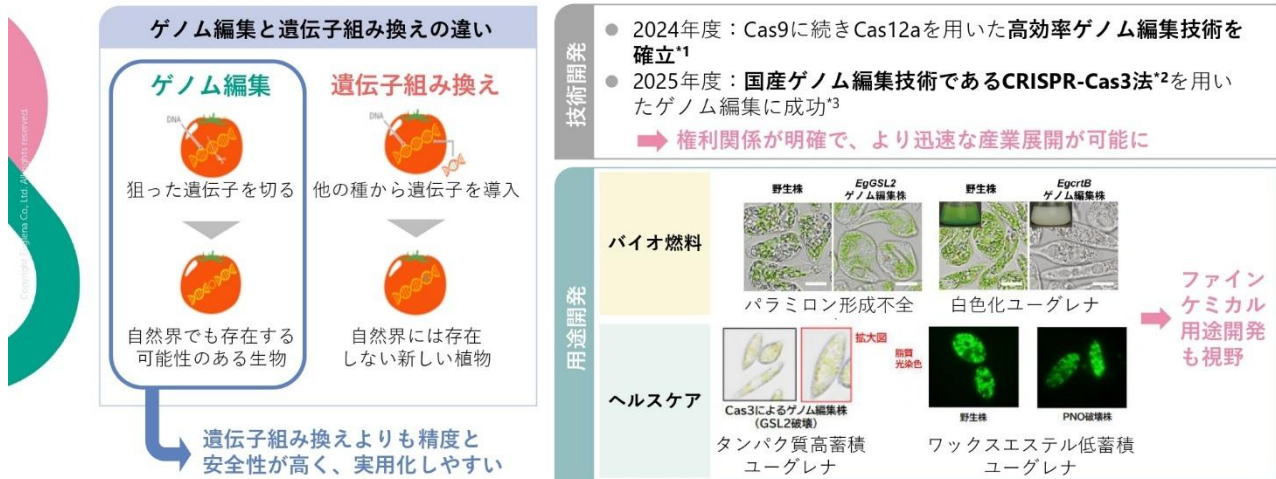 Copyright Euglena Co., Ltd. All rights reserved.
ゲノム編集と遺伝子組み換えの違い
ゲノム編集
遺伝子組み換え
DNA
DNA
狙った遺伝子を切る
他の種から遺伝子を導入
自然界でも存在する
可能性のある生物
自然界には存在
しない新しい植物
遺伝子組み換えよりも精度と
安全性が高く、実用化しやすい
技術開発
● 2024年度：Cas9に続きCas12aを用いた高効率ゲノム編集技術を
確立*1
● 2025年度：国産ゲノム編集技術であるCRISPR-Cas3法*2を用い
たゲノム編集に成功*3
権利関係が明確で、より迅速な産業展開が可能に
用途開発
バイオ燃料
野生株
EgGSL2
ゲノム編集株
パラミロン形成不全
野生株
EgcrtB
ゲノム編集株
白色化ユーグレナ
ヘルスケア
拡大図
Cas3によるゲノム編集株
(GSL2破壊)
タンパク質高蓄積
ユーグレナ
脂質
光染色
野生株
PNO破壊株
ワックスエステル低蓄積
ユーグレナ
ファイン
ケミカル
用途開発
も視野